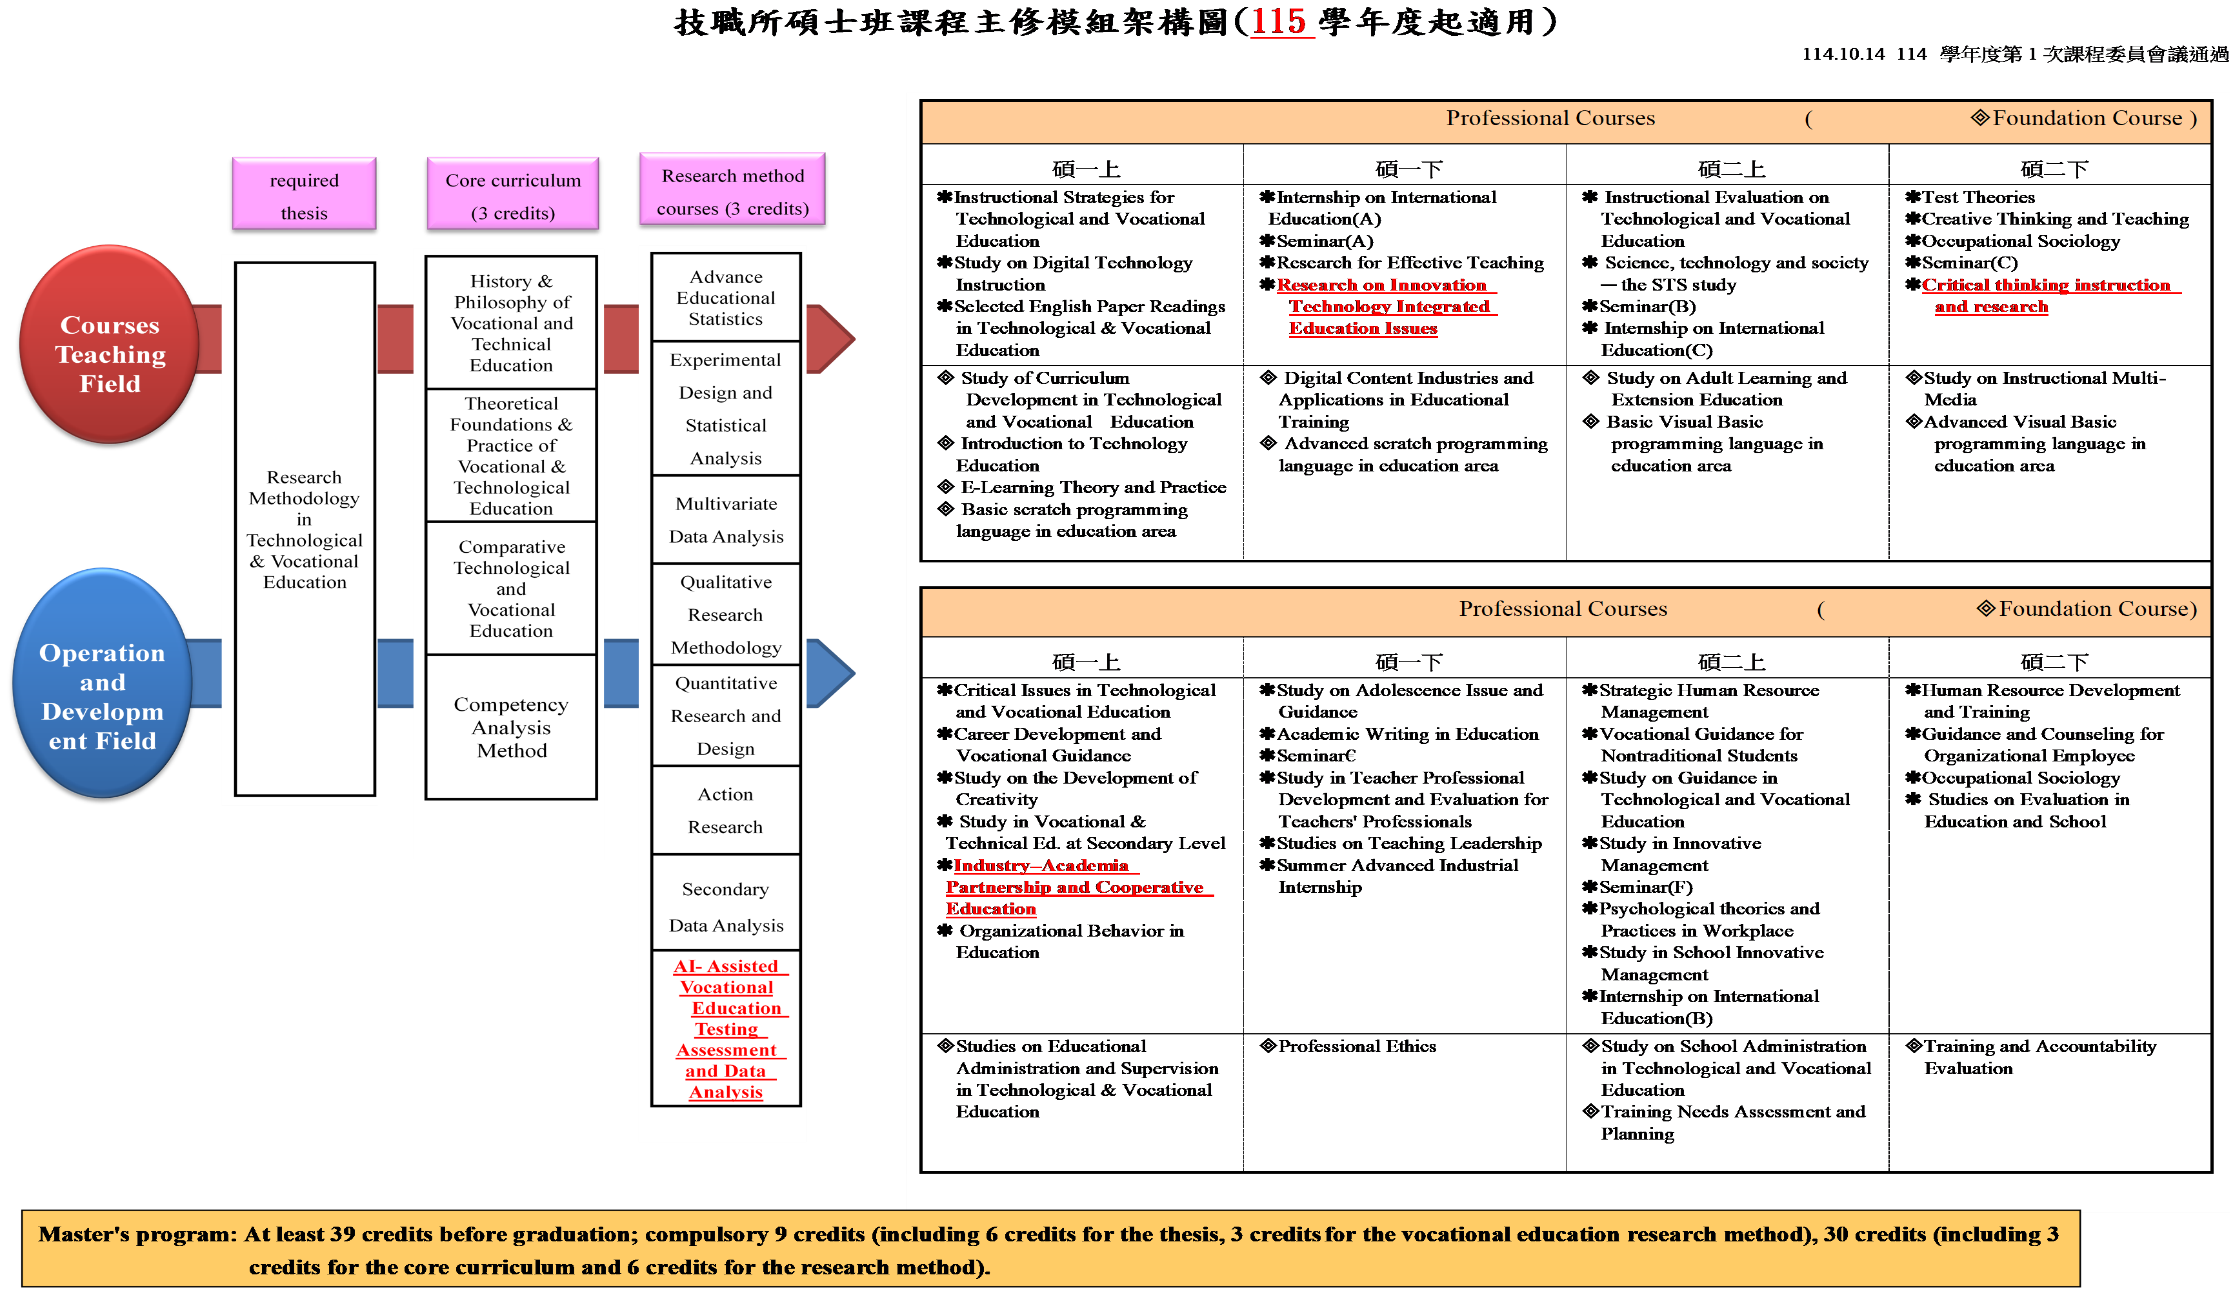 技職所碩士班課程主修模組架構圖(115 學年度起適用)
114.10.14 114 學年度第 1 次課程委員會議通過
required
thesis
Core curriculum
(3 credits)
Research method
courses (3 credits)
Courses
Teaching
Field
Operation
and
Developm
ent Field
Research
Methodology
in
Technological
& Vocational
Education
History &
Philosophy of
Vocational and
Technical
Education
Theoretical
Foundations &
Practice of
Vocational &
Technological
Education
Comparative
Technological
and
Vocational
Education
Competency
Analysis
Method
Advance
Educational
Statistics
Experimental
Design and
Statistical
Analysis
Multivariate
Data Analysis
Qualitative
Research
Methodology
Quantitative
Research and
Design
Action
Research
Secondary
Data Analysis
AI- Assisted
Vocational
Education
Testing
Assessment
and Data
Analysis
Professional Courses ( ◈Foundation Course )
碩一上
✱Instructional Strategies for
Technological and Vocational
Education
✱Study on Digital Technology
Instruction
✱Selected English Paper Readings
in Technological & Vocational
Education
◈ Study of Curriculum
Development in Technological
and Vocational Education
◈ Introduction to Technology
Education
◈ E-Learning Theory and Practice
◈ Basic scratch programming
language in education area
碩一下
✱Internship on International
Education(A)
✱Seminar(A)
✱Research for Effective Teaching
✱Research on Innovation
Technology Integrated
Education Issues
◈ Digital Content Industries and
Applications in Educational
Training
◈ Advanced scratch programming
language in education area
碩二上
✱ Instructional Evaluation on
Technological and Vocational
Education
✱ Science, technology and society
— the STS study
✱Seminar(B)
✱ Internship on International
Education(C)
◈ Study on Adult Learning and
Extension Education
◈ Basic Visual Basic
programming language in
education area
碩二下
✱Test Theories
✱Creative Thinking and Teaching
✱Occupational Sociology
✱Seminar(C)
✱Critical thinking instruction
and research
◈Study on Instructional Multi-
Media
◈Advanced Visual Basic
programming language in
education area
Professional Courses ( ◈Foundation Course)
碩一上
✱Critical Issues in Technological
and Vocational Education
✱Career Development and
Vocational Guidance
✱Study on the Development of
Creativity
✱ Study in Vocational &
Technical Ed. at Secondary Level
✱Industry–Academia
Partnership and Cooperative
Education
✱ Organizational Behavior in
Education
◈Studies on Educational
Administration and Supervision
in Technological & Vocational
Education
碩一下
✱Study on Adolescence Issue and
Guidance
✱Academic Writing in Education
✱Seminar€
✱Study in Teacher Professional
Development and Evaluation for
Teachers' Professionals
✱Studies on Teaching Leadership
✱Summer Advanced Industrial
Internship
◈Professional Ethics
碩二上
✱Strategic Human Resource
Management
✱Vocational Guidance for
Nontraditional Students
✱Study on Guidance in
Technological and Vocational
Education
✱Study in Innovative
Management
✱Seminar(F)
✱Psychological theories and
Practices in Workplace
✱Study in School Innovative
Management
✱Internship on International
Education(B)
◈Study on School Administration
in Technological and Vocational
Education
◈Training Needs Assessment and
Planning
碩二下
✱Human Resource Development
and Training
✱Guidance and Counseling for
Organizational Employee
✱Occupational Sociology
✱ Studies on Evaluation in
Education and School
◈Training and Accountability
Evaluation
Master's program: At least 39 credits before graduation; compulsory 9 credits (including 6 credits for the thesis, 3 credits for the vocational education research method), 30 credits (including 3
credits for the core curriculum and 6 credits for the research method).